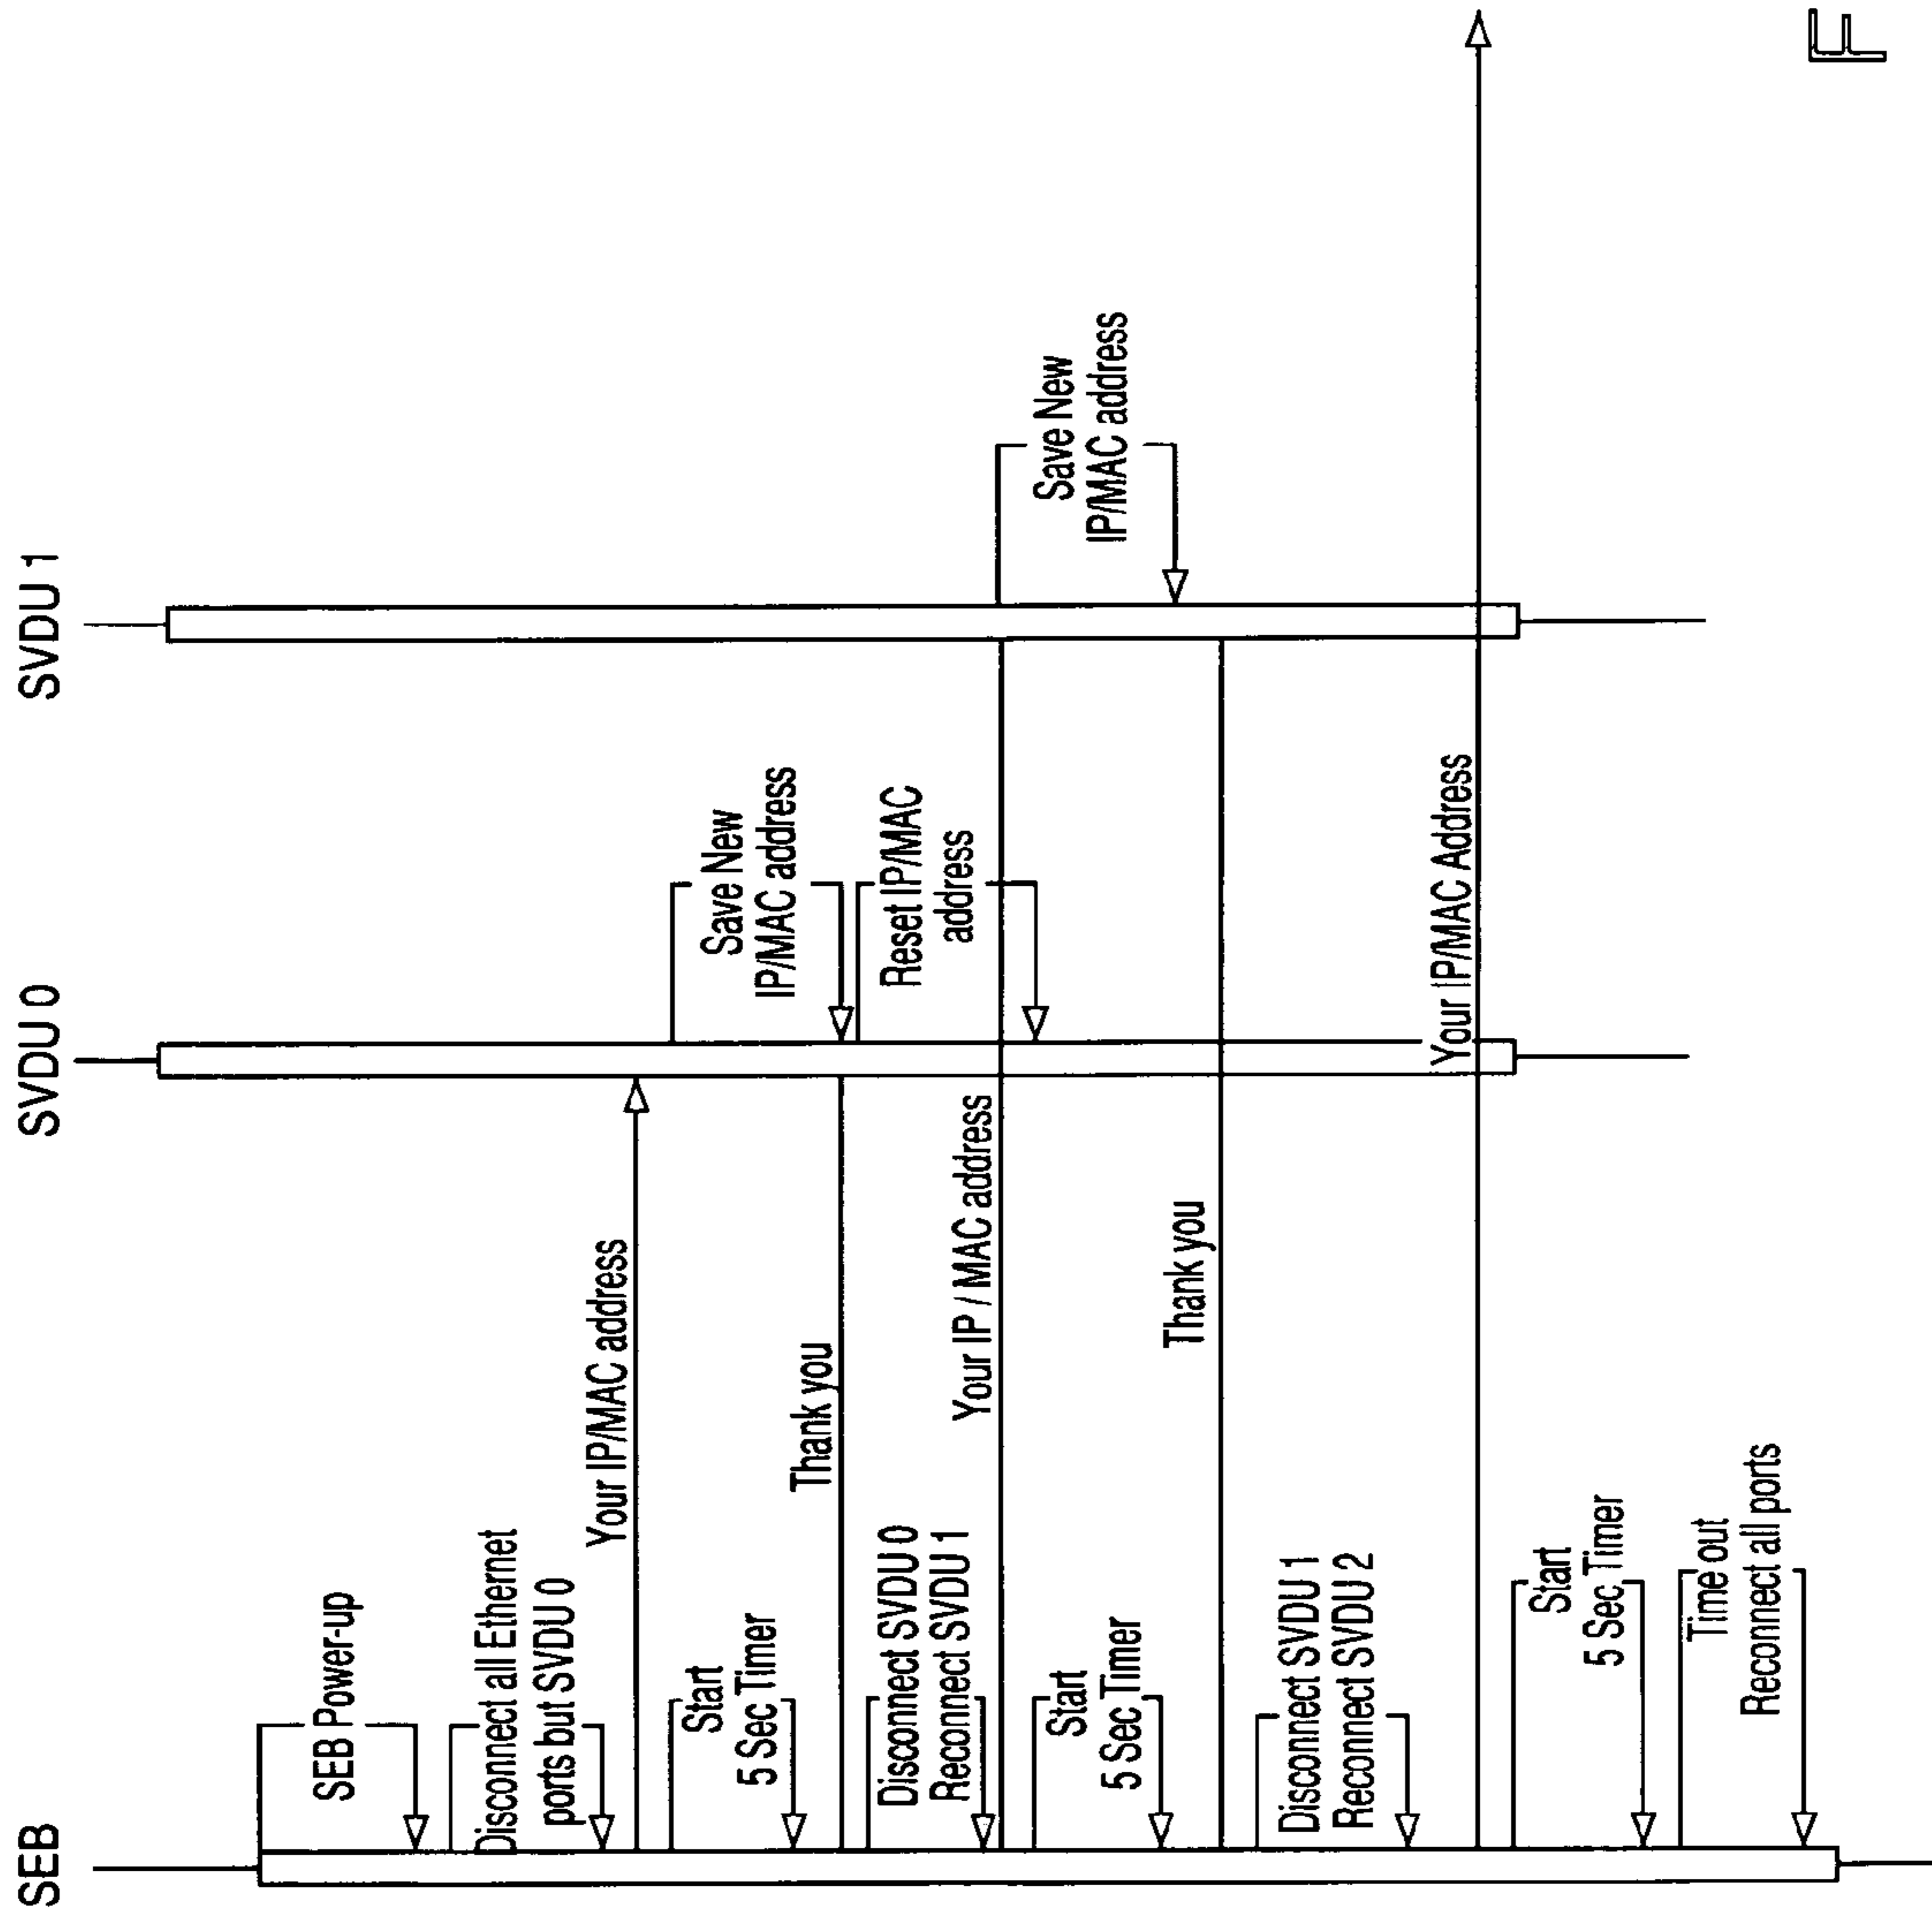 SEB
SVDU 0
SVDU 1
SEB Power-up
Disconnect all Ethernet
ports but SVDU 0
Your IP/MAC address
Start
5 Sec Timer
Save New
IP/MAC address
Thank you
Reset IP/MAC
address
Disconnect SVDU 0
Reconnect SVDU 1
Your IP / MAC address
Start
5 Sec Timer
Save New
IP/MAC address
Thank you
Disconnect SVDU 1
Reconnect SVDU 2
Your IP/MAC Address
Start
5 Sec Timer
Time out
Reconnect all ports
F